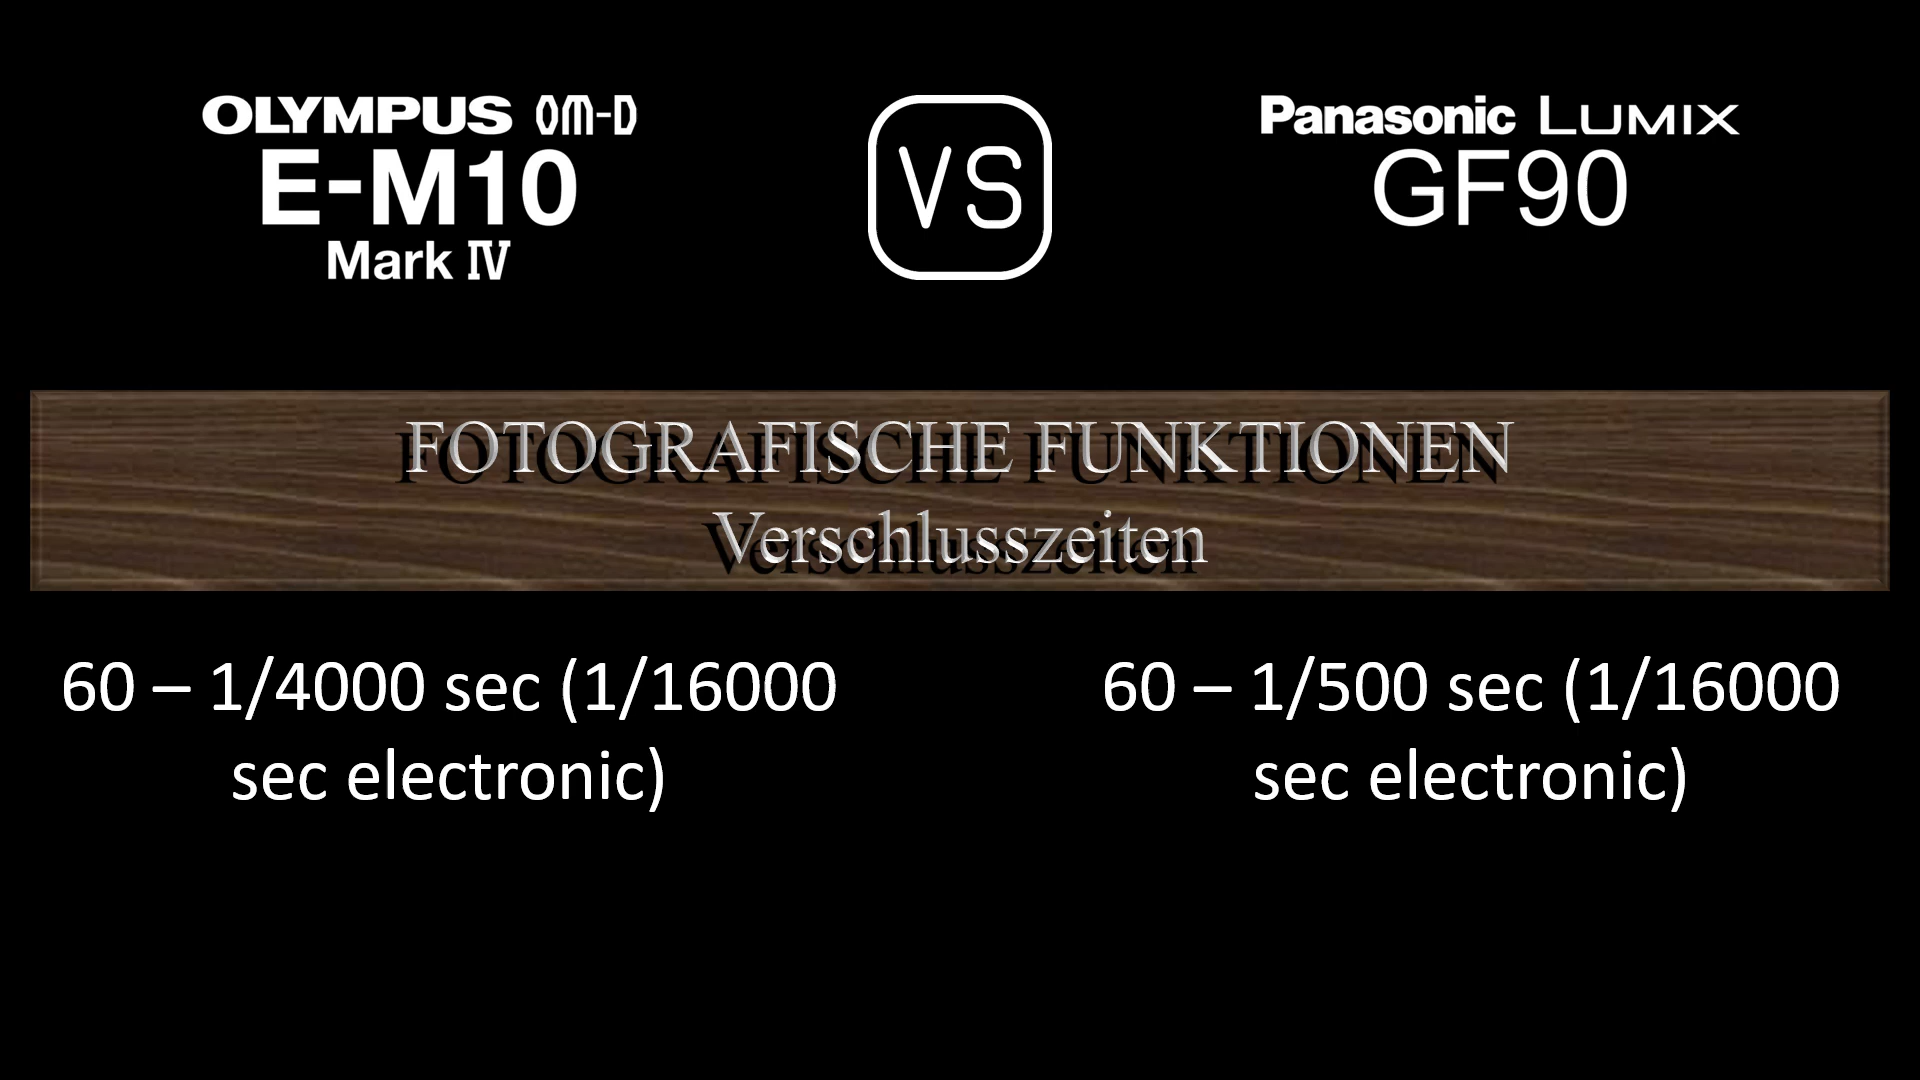 OLYMPUS OM-D
E-M10
Mark IV
VS
Panasonic LUMIX
GF90
FOTOGRAFISCHE FUNKTIONEN
Verschlusszeiten
60 – 1/4000 sec (1/16000
sec electronic)
60 – 1/500 sec (1/16000
sec electronic)